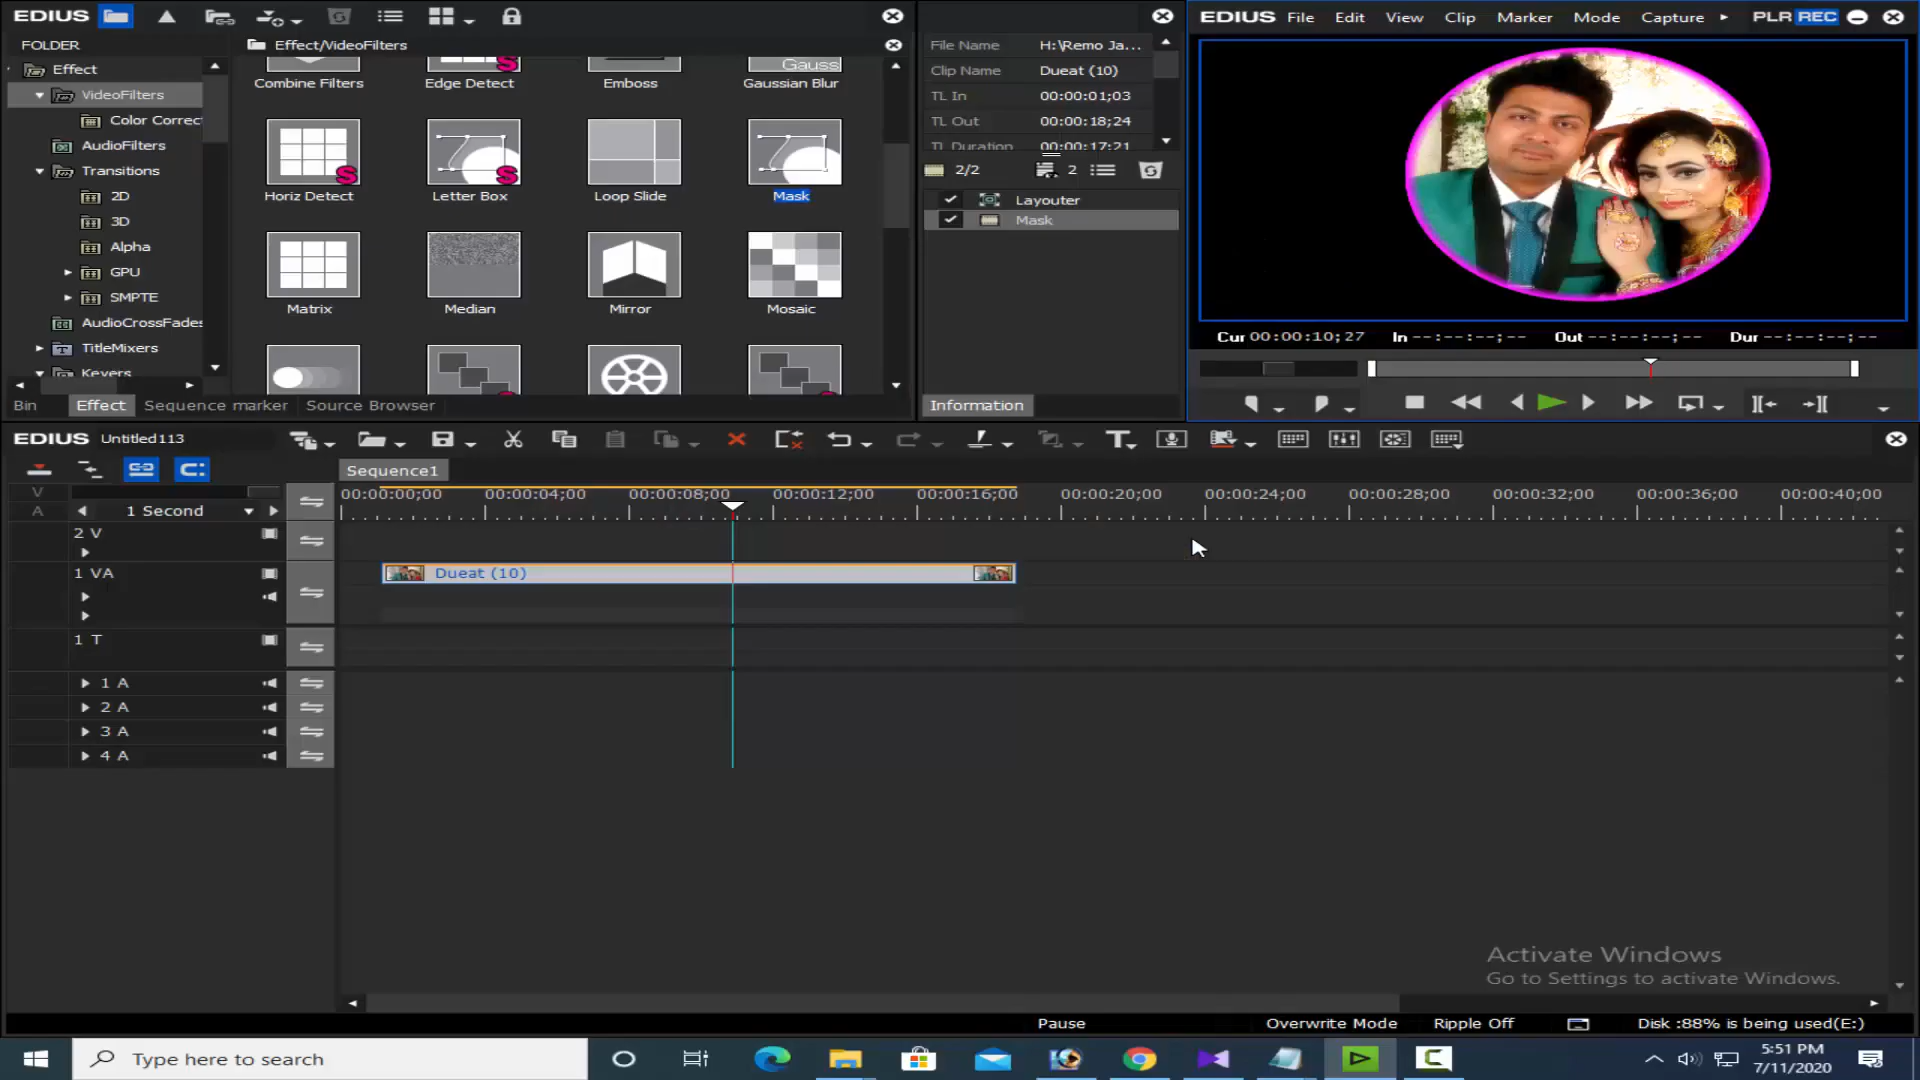 EDIUS
FOLDER
Effect/VideoFilters
Effect
VideoFilters
Color Correc
AudioFilters
Transitions
2D
3D
Alpha
GPU
SMPTE
AudioCrossFades
TitleMixers
Keyers
Gauss
Combine Filters Edge Detect Emboss Gaussian Blur
S S
Horiz Detect Letter Box Loop Slide Mask
Matrix Median Mirror Mosaic
Bin Effect Sequence marker Source Browser
File Name H:\Remo Ja...
Clip Name Dueat (10)
TL In 00:00:01;03
TL Out 00:00:18;24
TL Duration 00:00:17;21
2/2 2
Layouter
Mask
Information
EDIUS File Edit View Clip Marker Mode Capture PLR REC
Cur 00:00:10;27 In --:--:--;-- Out --:--:--;-- Dur --:--:--;--
EDIUS Untitled113
Sequence1
V
A
1 Second
00:00:00;00 00:00:04;00 00:00:08;00 00:00:12;00 00:00:16;00 00:00:20;00 00:00:24;00 00:00:28;00 00:00:32;00 00:00:36;00 00:00:40;00
2 V
1 VA
Dueat (10)
1 T
1 A
2 A
3 A
4 A
Activate Windows
Go to Settings to activate Windows.
Pause Overwrite Mode Ripple Off Disk :88% is being used(E:)
Type here to search
5:51 PM
7/11/2020